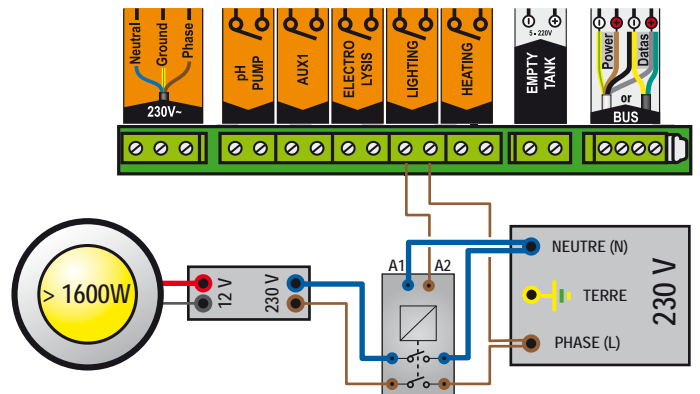 Neutral
Ground
Phase
230V~
pH
PUMP
AUX1
ELECTRO
LYSIS
LIGHTING
HEATING
5 - 220V
EMPTY
TANK
Power
Datas
or
BUS
> 1600W
12 V
230 V
A1
A2
NEUTRE (N)
TERRE
PHASE (L)
230 V